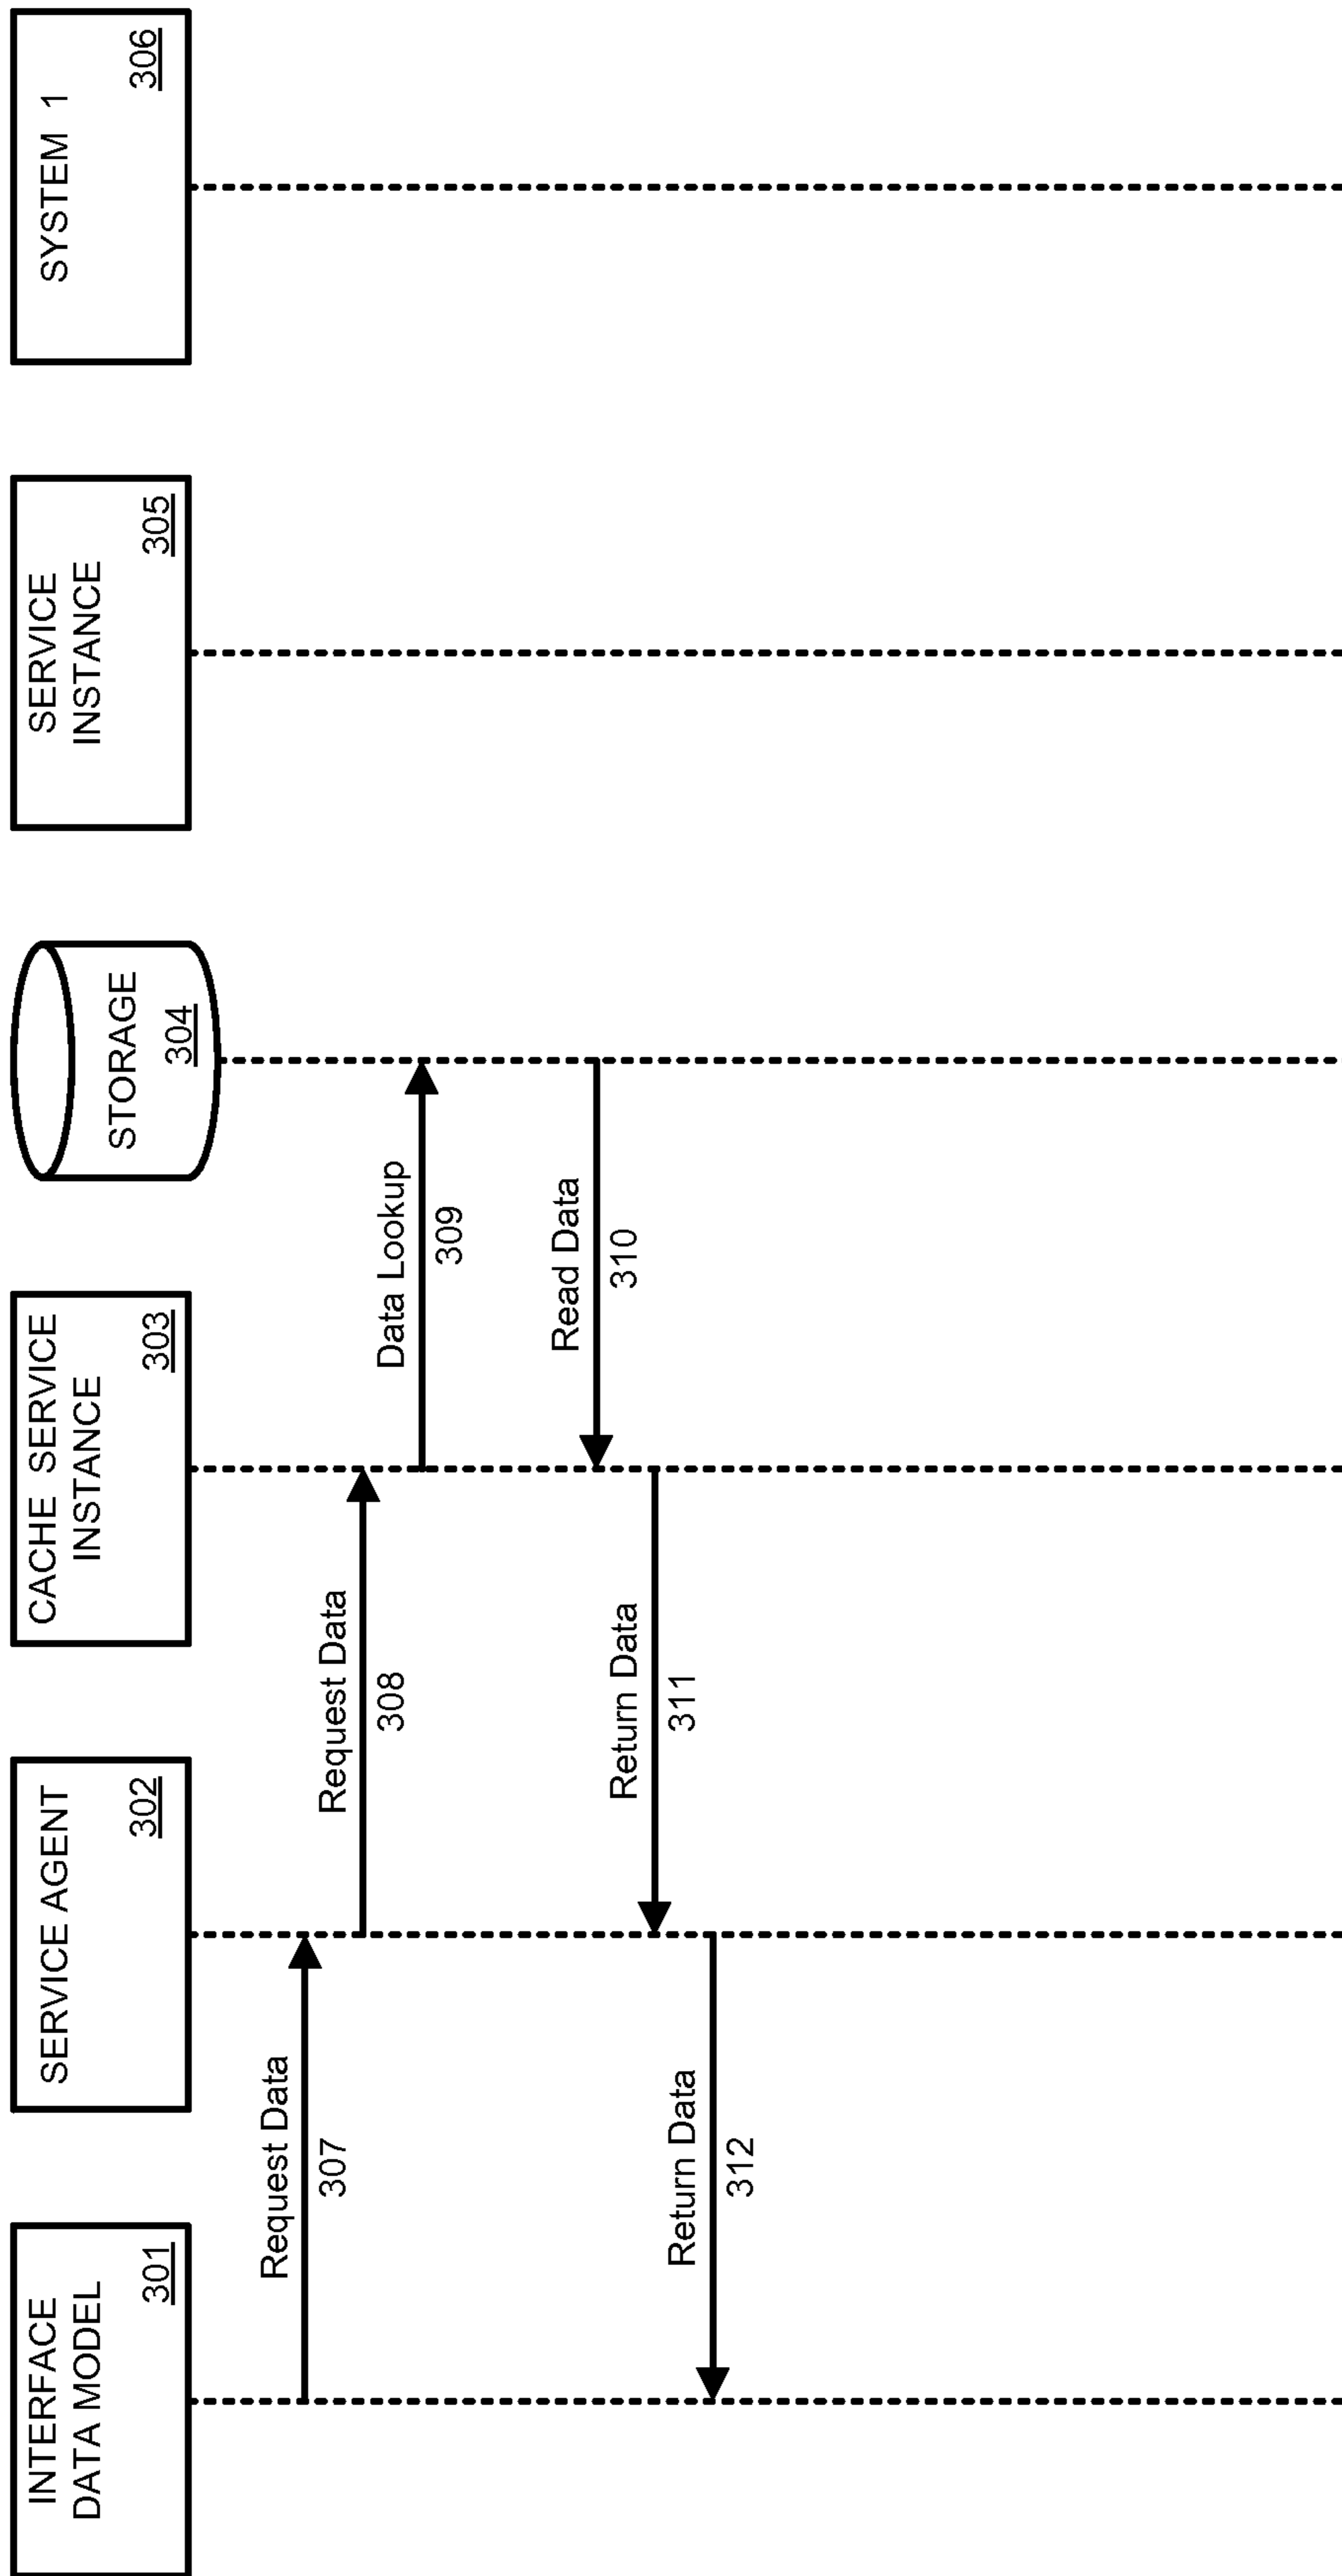 INTERFACE
DATA MODEL
301
SERVICE AGENT
302
CACHE SERVICE
INSTANCE
303
STORAGE
304
SERVICE
INSTANCE
305
SYSTEM 1
306
Request Data
307
Request Data
308
Data Lookup
309
Read Data
310
Return Data
311
Return Data
312